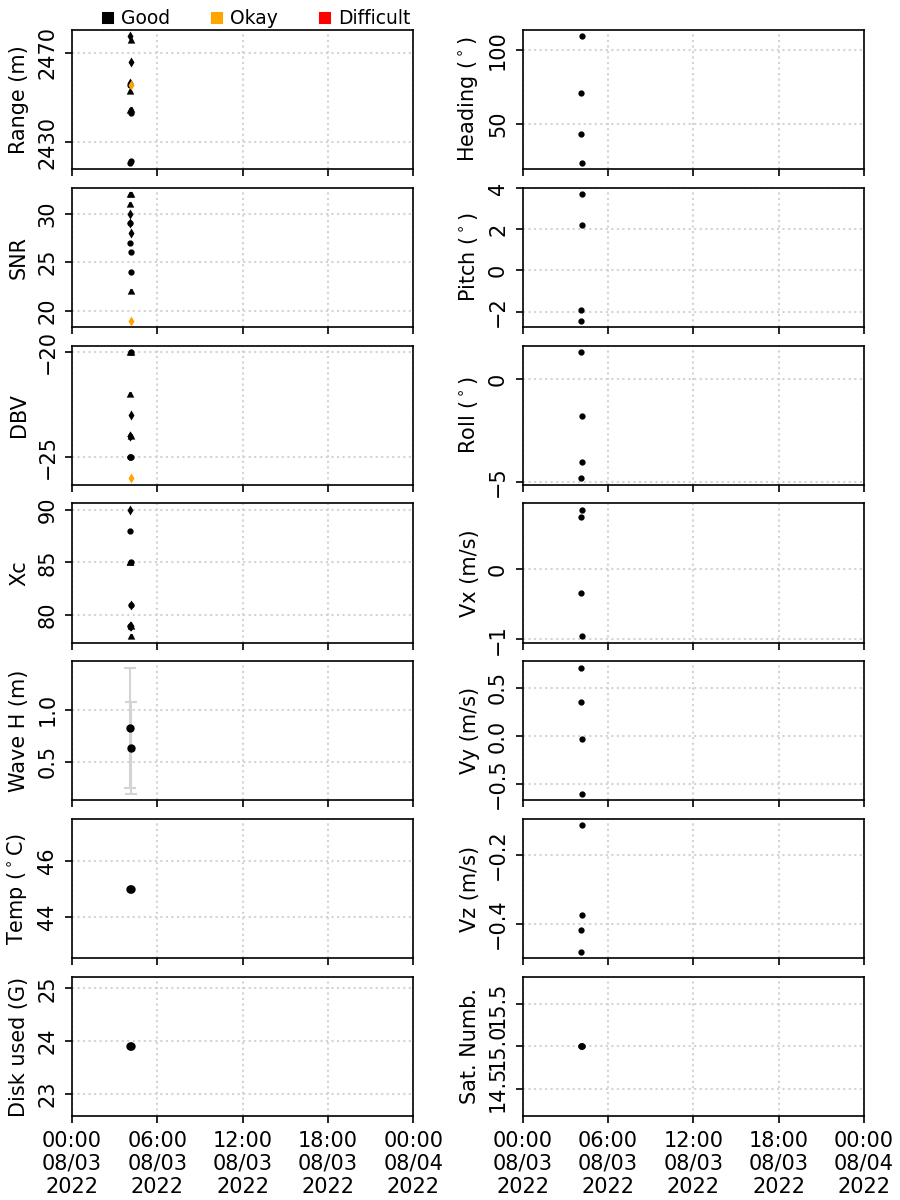 Good Okay Difficult
Range (m)
2470
2430
Heading (°)
100
50
SNR
30
25
20
Pitch (°)
4
2
0
−2
DBV
−20
−25
Roll (°)
0
−5
Xc
90
85
80
Vx (m/s)
0
−1
Wave H (m)
1.0
0.5
Vy (m/s)
0.5
0.0
−0.5
Temp (°C)
46
44
Vz (m/s)
−0.2
−0.4
Disk used (G)
25
24
23
Sat. Numb.
15.5
15.0
14.5
00:00 06:00 12:00 18:00 00:00
08/03 08/03 08/03 08/03 08/04
2022 2022 2022 2022 2022
00:00 06:00 12:00 18:00 00:00
08/03 08/03 08/03 08/03 08/04
2022 2022 2022 2022 2022